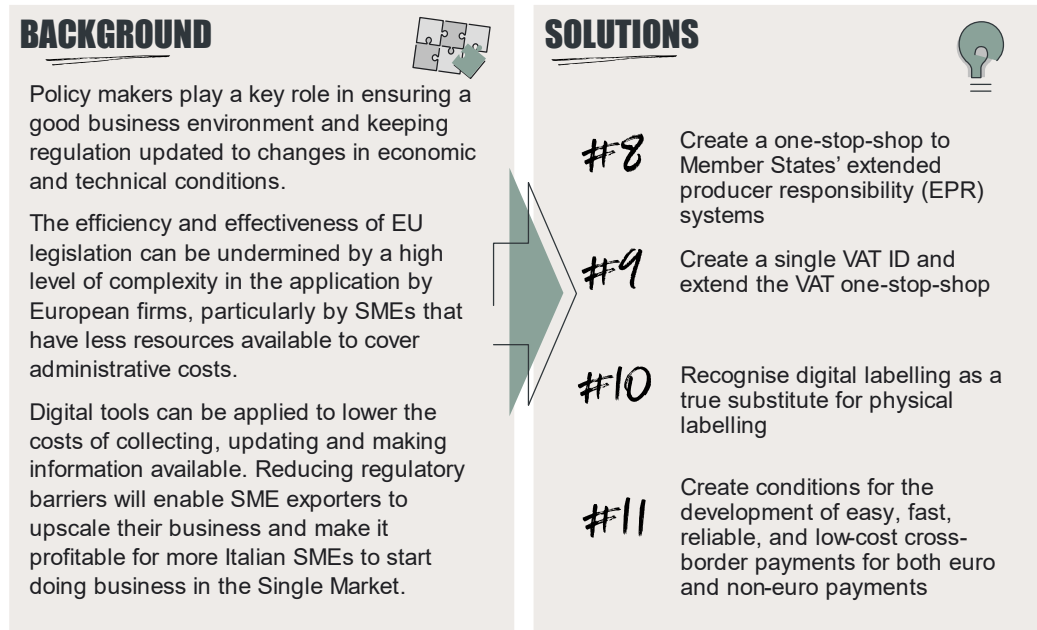 BACKGROUND
Policy makers play a key role in ensuring a
good business environment and keeping
regulation updated to changes in economic
and technical conditions.
The efficiency and effectiveness of EU
legislation can be undermined by a high
level of complexity in the application by
European firms, particularly by SMEs that
have less resources available to cover
administrative costs.
Digital tools can be applied to lower the
costs of collecting, updating and making
information available. Reducing regulatory
barriers will enable SME exporters to
upscale their business and make it
profitable for more Italian SMEs to start
doing business in the Single Market.
SOLUTIONS
#8
Create a one-stop-shop to
Member States’ extended
producer responsibility (EPR)
systems
#9
Create a single VAT ID and
extend the VAT one-stop-shop
#10
Recognise digital labelling as a
true substitute for physical
labelling
#11
Create conditions for the
development of easy, fast,
reliable, and low-cost cross-
border payments for both euro
and non-euro payments